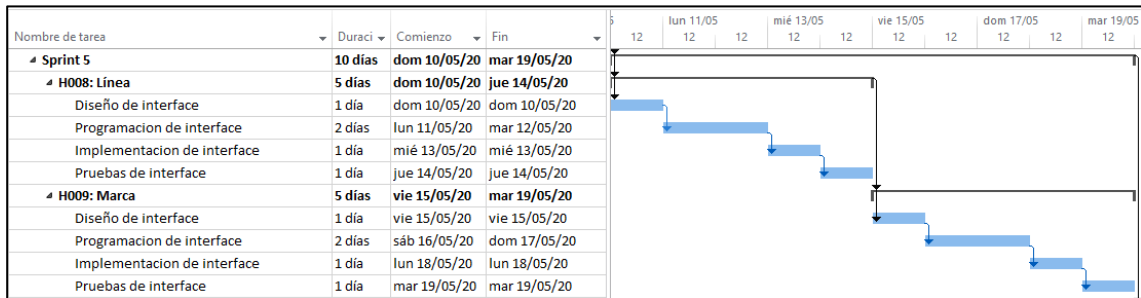 lun 11/05 mié 13/05 vie 15/05 dom 17/05 mar 19/05
Nombre de tarea Duraci Comienzo Fin 12 12 12 12 12 12 12 12 12 12
Sprint 5 10 días dom 10/05/20 mar 19/05/20
H008: Línea 5 días dom 10/05/20 jue 14/05/20
Diseño de interface 1 día dom 10/05/20 dom 10/05/20
Programacion de interface 2 días lun 11/05/20 mar 12/05/20
Implementacion de interface 1 día mié 13/05/20 mié 13/05/20
Pruebas de interface 1 día jue 14/05/20 jue 14/05/20
H009: Marca 5 días vie 15/05/20 mar 19/05/20
Diseño de interface 1 día vie 15/05/20 vie 15/05/20
Programacion de interface 2 días sáb 16/05/20 dom 17/05/20
Implementacion de interface 1 día lun 18/05/20 lun 18/05/20
Pruebas de interface 1 día mar 19/05/20 mar 19/05/20